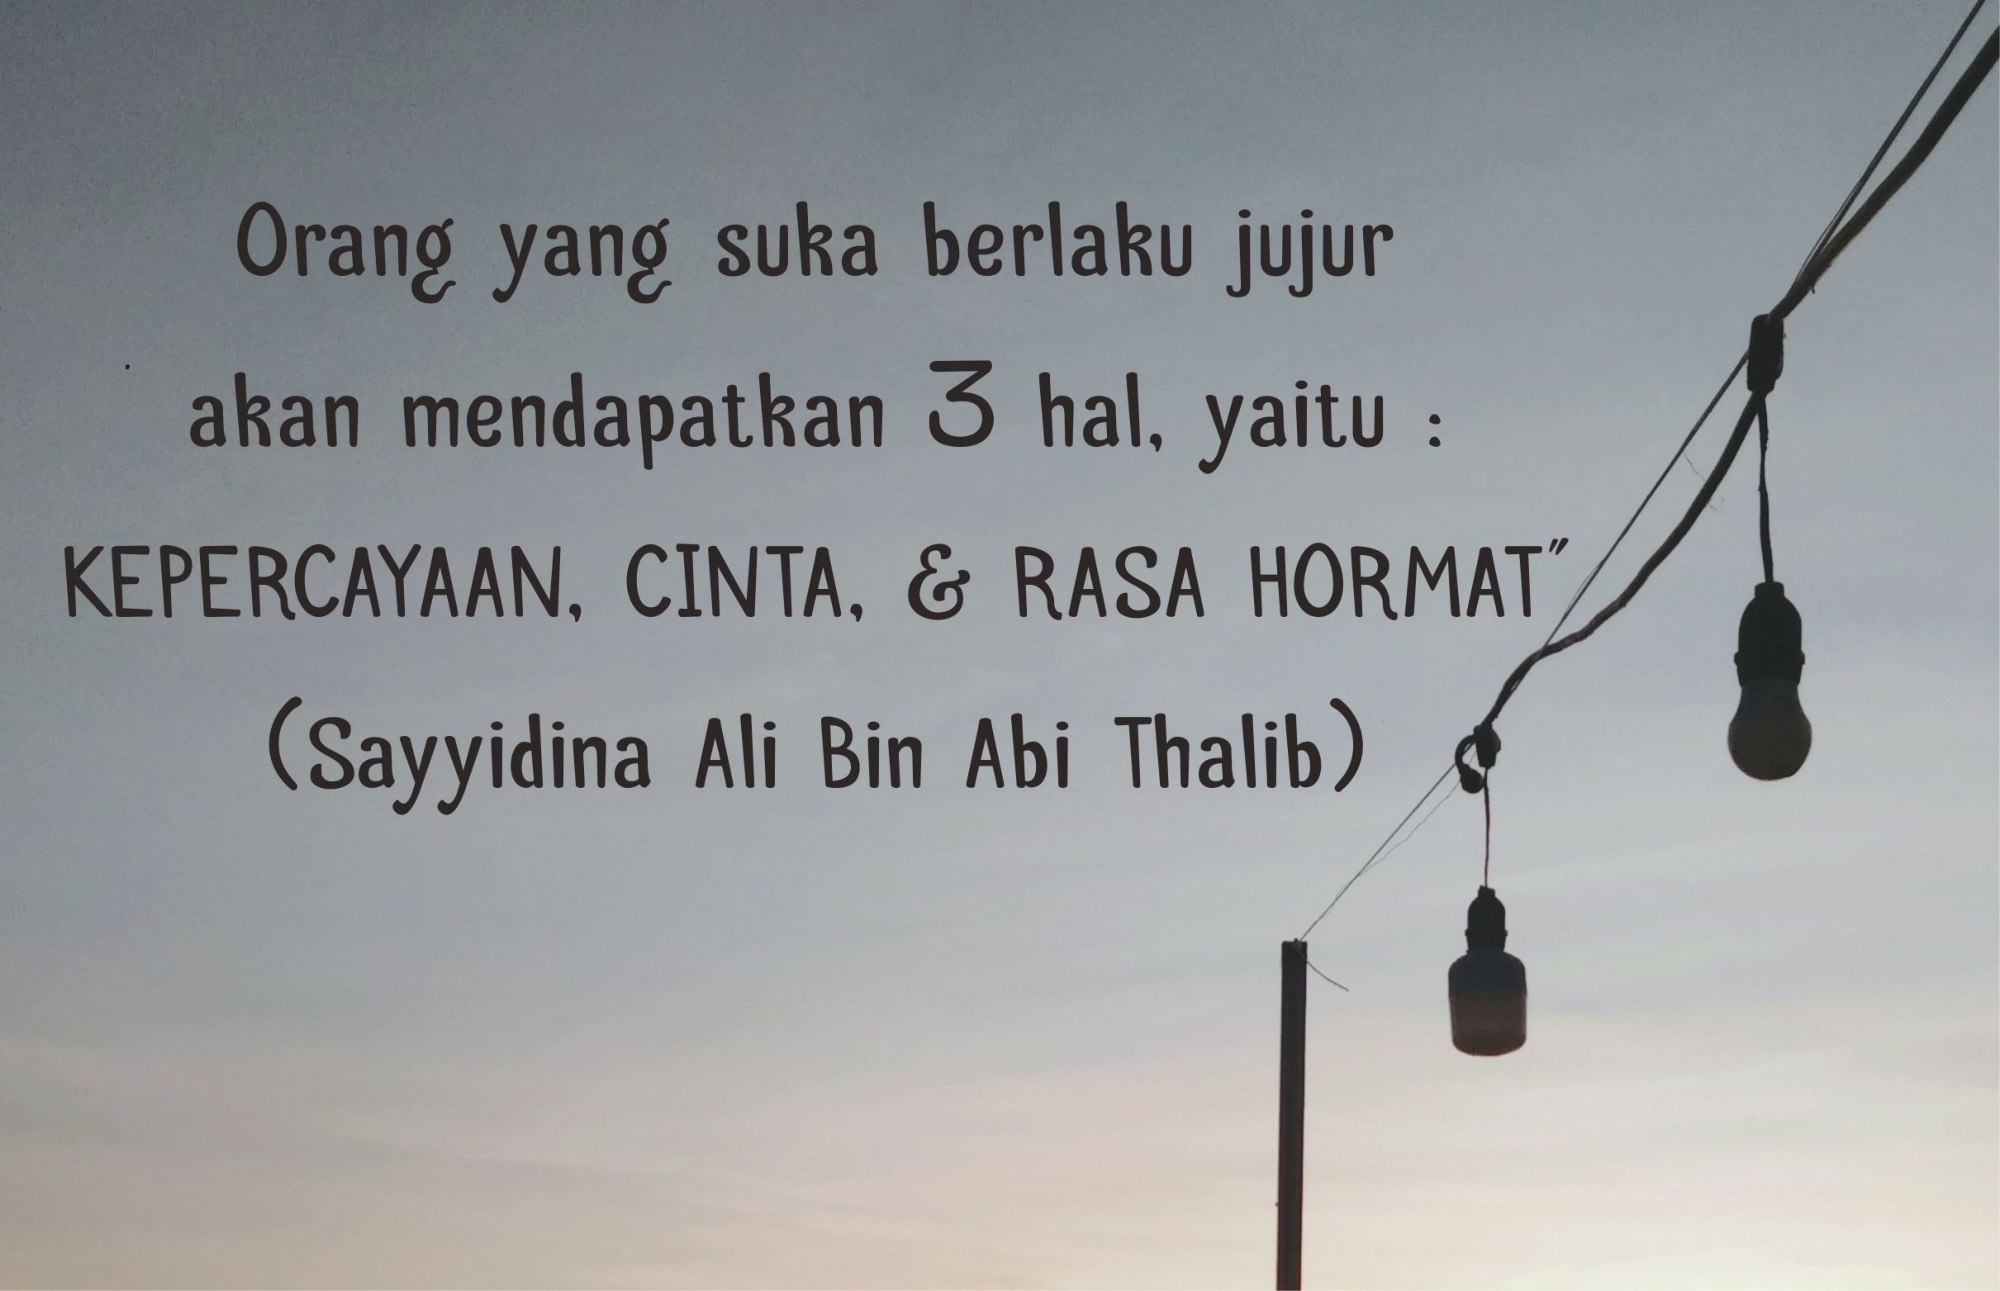 Orang yang suka berlaku jujur
akan mendapatkan 3 hal, yaitu :
KEPERCAYAAN, CINTA, & RASA HORMAT"
(Sayyidina Ali Bin Abi Thalib)